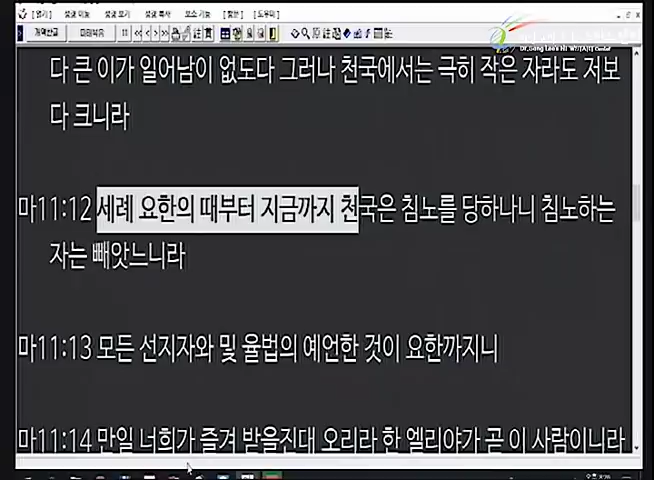 다 큰 이가 일어남이 없도다 그러나 천국에서는 극히 작은 자라도 저보
다 크니라
마11:12 세례 요한의 때부터 지금까지 천국은 침노를 당하나니 침노하는
자는 빼앗느니라
마11:13 모든 선지자와 및 율법의 예언한 것이 요한까지니
마11:14 만일 너희가 즐겨 받을진대 오리라 한 엘리야가 곧 이 사람이니라